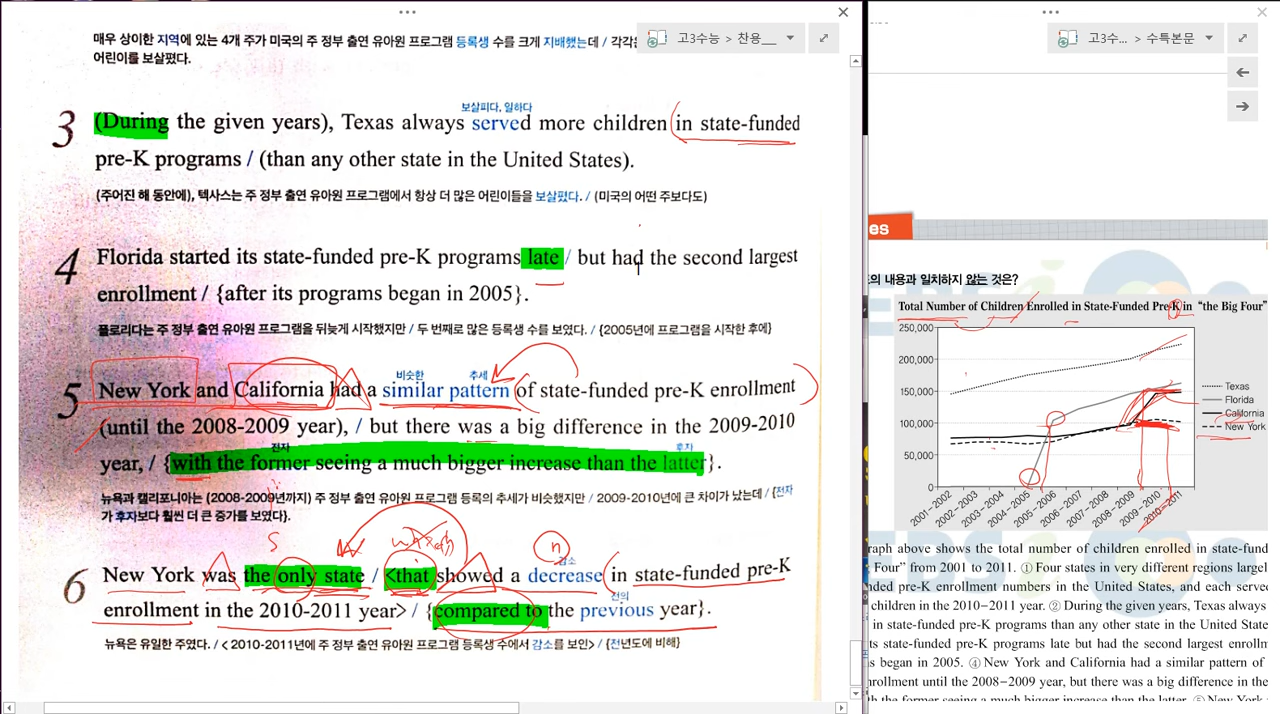 매우 상이한 지역에 있는 4개 주가 미국의 주 정부 출연 유아원 프로그램 등록생 수를 크게 지배했는데 / 각각은
어린이를 보살폈다.
고3수능 > 찬용__
보살피다, 일하다
3 (During the given years), Texas always served more children (in state-funded
pre-K programs / (than any other state in the United States).
(주어진 해 동안에), 텍사스는 주 정부 출연 유아원 프로그램에서 항상 더 많은 어린이들을 보살폈다. / (미국의 어떤 주보다도)
4 Florida started its state-funded pre-K programs late / but had the second largest
enrollment / {after its programs began in 2005}.
플로리다는 주 정부 출연 유아원 프로그램을 뒤늦게 시작했지만 / 두 번째로 많은 등록생 수를 보였다. / {2005년에 프로그램을 시작한 후에}
비슷한 추세
5 New York and California had a similar pattern (of state-funded pre-K enrollment)
(until the 2008-2009 year), / but there was a big difference in the 2009-2010
전자 후자
year, / {with the former seeing a much bigger increase than the latter}.
뉴욕과 캘리포니아는 (2008-2009년까지) 주 정부 출연 유아원 프로그램 등록의 추세가 비슷했지만 / 2009-2010년에 큰 차이가 났는데 / {전자
가 후자보다 훨씬 더 큰 증가를 보였다}.
S
n
감소
6 New York was the only state / <that showed a decrease (in state-funded pre-K
전의
enrollment in the 2010-2011 year> / {compared to the previous year}.
뉴욕은 유일한 주였다. / < 2010-2011년에 주 정부 출연 유아원 프로그램 등록생 수에서 감소를 보인> / {전년도에 비해}
고3수... > 수특본문
es
의 내용과 일치하지 않는 것은?
Total Number of Children Enrolled in State-Funded Pre-K in "the Big Four"
250,000
200,000
150,000
100,000
50,000
0
Texas
Florida
California
New York
2001-2002
2002-2003
2003-2004
2004-2005
2005-2006
2006-2007
2007-2008
2008-2009
2009-2010
2010-2011
raph above shows the total number of children enrolled in state-fund
Four" from 2001 to 2011. ① Four states in very different regions largel
nded pre-K enrollment numbers in the United States, and each serve
children in the 2010-2011 year. ② During the given years, Texas always
in state-funded pre-K programs than any other state in the United State
ts state-funded pre-K programs late but had the second largest enrollm
s began in 2005. ④ New York and California had a similar pattern of
nrollment until the 2008-2009 year, but there was a big difference in the
h the former seeing a much bigger increase than the latter. ⑤ New York